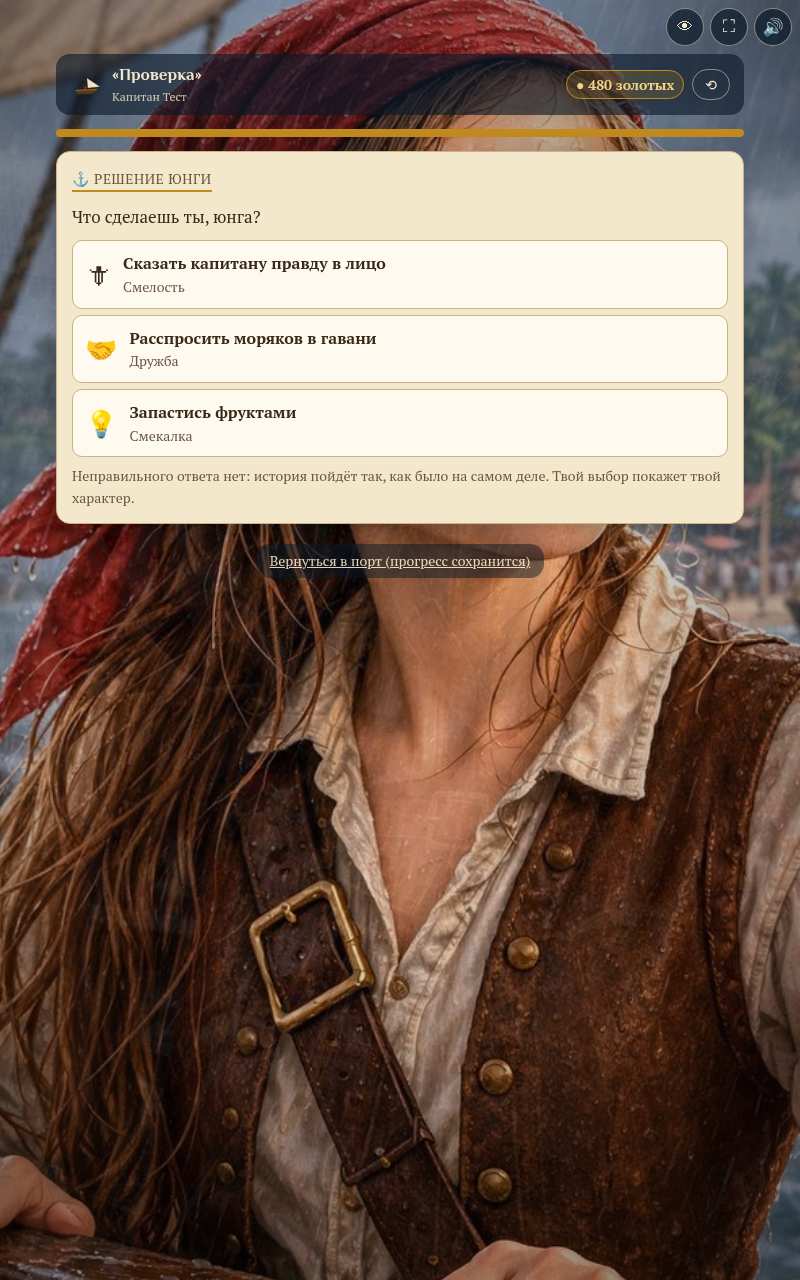 «Проверка»
Капитан Тест
480 золотых
РЕШЕНИЕ ЮНГИ
Что сделаешь ты, юнга?
Сказать капитану правду в лицо
Смелость
Расспросить моряков в гавани
Дружба
Запастись фруктами
Смекалка
Неправильного ответа нет: история пойдёт так, как было на самом деле. Твой выбор покажет твой
характер.
Вернуться в порт (прогресс сохранится)